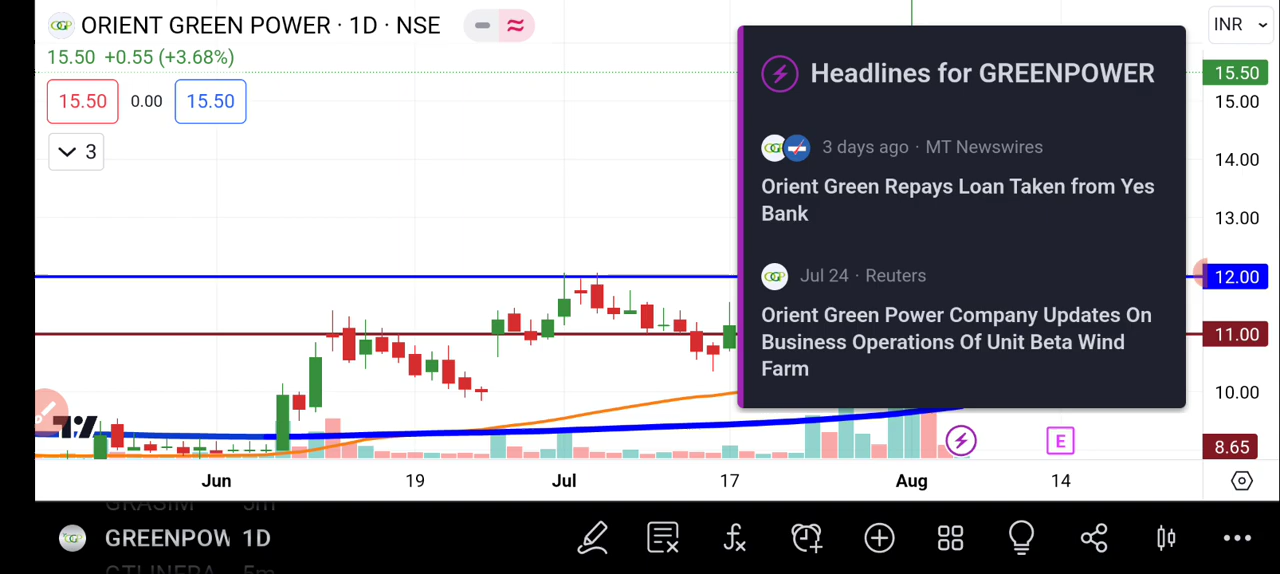 ORIENT GREEN POWER · 1D · NSE
15.50 +0.55 (+3.68%)
15.50 0.00 15.50
3
Headlines for GREENPOWER
3 days ago · MT Newswires
Orient Green Repays Loan Taken from Yes
Bank
Jul 24 · Reuters
Orient Green Power Company Updates On
Business Operations Of Unit Beta Wind
Farm
INR
15.50
15.00
14.00
13.00
12.00
11.00
10.00
8.65
E
Jun 19 Jul 17 Aug 14
GRASIM 5m
GREENPOW 1D
5m